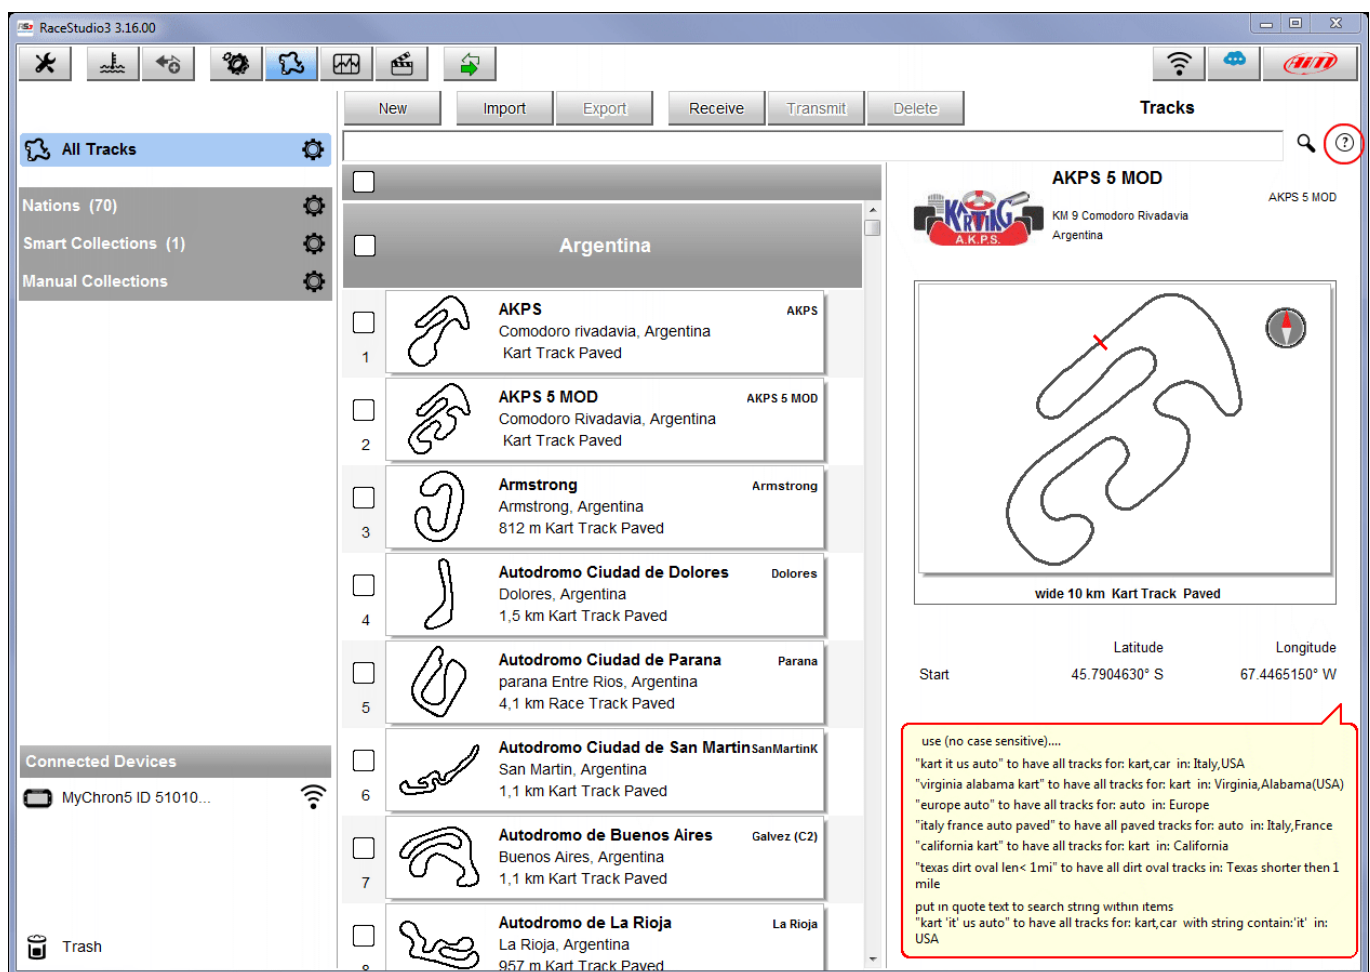 RaceStudio3 3.16.00
New Import Export Receive Transmit Delete Tracks
All Tracks
Nations (70)
Smart Collections (1)
Manual Collections
Argentina
1
AKPS AKPS
Comodoro rivadavia, Argentina
Kart Track Paved
2
AKPS 5 MOD AKPS 5 MOD
Comodoro Rivadavia, Argentina
Kart Track Paved
3
Armstrong Armstrong
Armstrong, Argentina
812 m Kart Track Paved
4
Autodromo Ciudad de Dolores Dolores
Dolores, Argentina
1,5 km Kart Track Paved
5
Autodromo Ciudad de Parana Parana
parana Entre Rios, Argentina
4,1 km Race Track Paved
6
Autodromo Ciudad de San Martin SanMartinK
San Martin, Argentina
1,1 km Kart Track Paved
7
Autodromo de Buenos Aires Galvez (C2)
Buenos Aires, Argentina
1,1 km Kart Track Paved
8
Autodromo de La Rioja La Rioja
La Rioja, Argentina
957 m Kart Track Paved
AKPS 5 MOD
AKPS 5 MOD
KARTING
A.K.P.S.
KM 9 Comodoro Rivadavia
Argentina
wide 10 km Kart Track Paved
Latitude Longitude
Start 45.7904630° S 67.4465150° W
use (no case sensitive)....
"kart it us auto" to have all tracks for: kart,car in: Italy,USA
"virginia alabama kart" to have all tracks for: kart in: Virginia,Alabama(USA)
"europe auto" to have all tracks for: auto in: Europe
"italy france auto paved" to have all paved tracks for: auto in: Italy,France
"california kart" to have all tracks for: kart in: California
"texas dirt oval len< 1mi" to have all dirt oval tracks in: Texas shorter then 1
mile
put in quote text to search string within items
"kart 'it' us auto" to have all tracks for: kart,car with string contain:'it' in:
USA
Connected Devices
MyChron5 ID 51010...
Trash
AiM